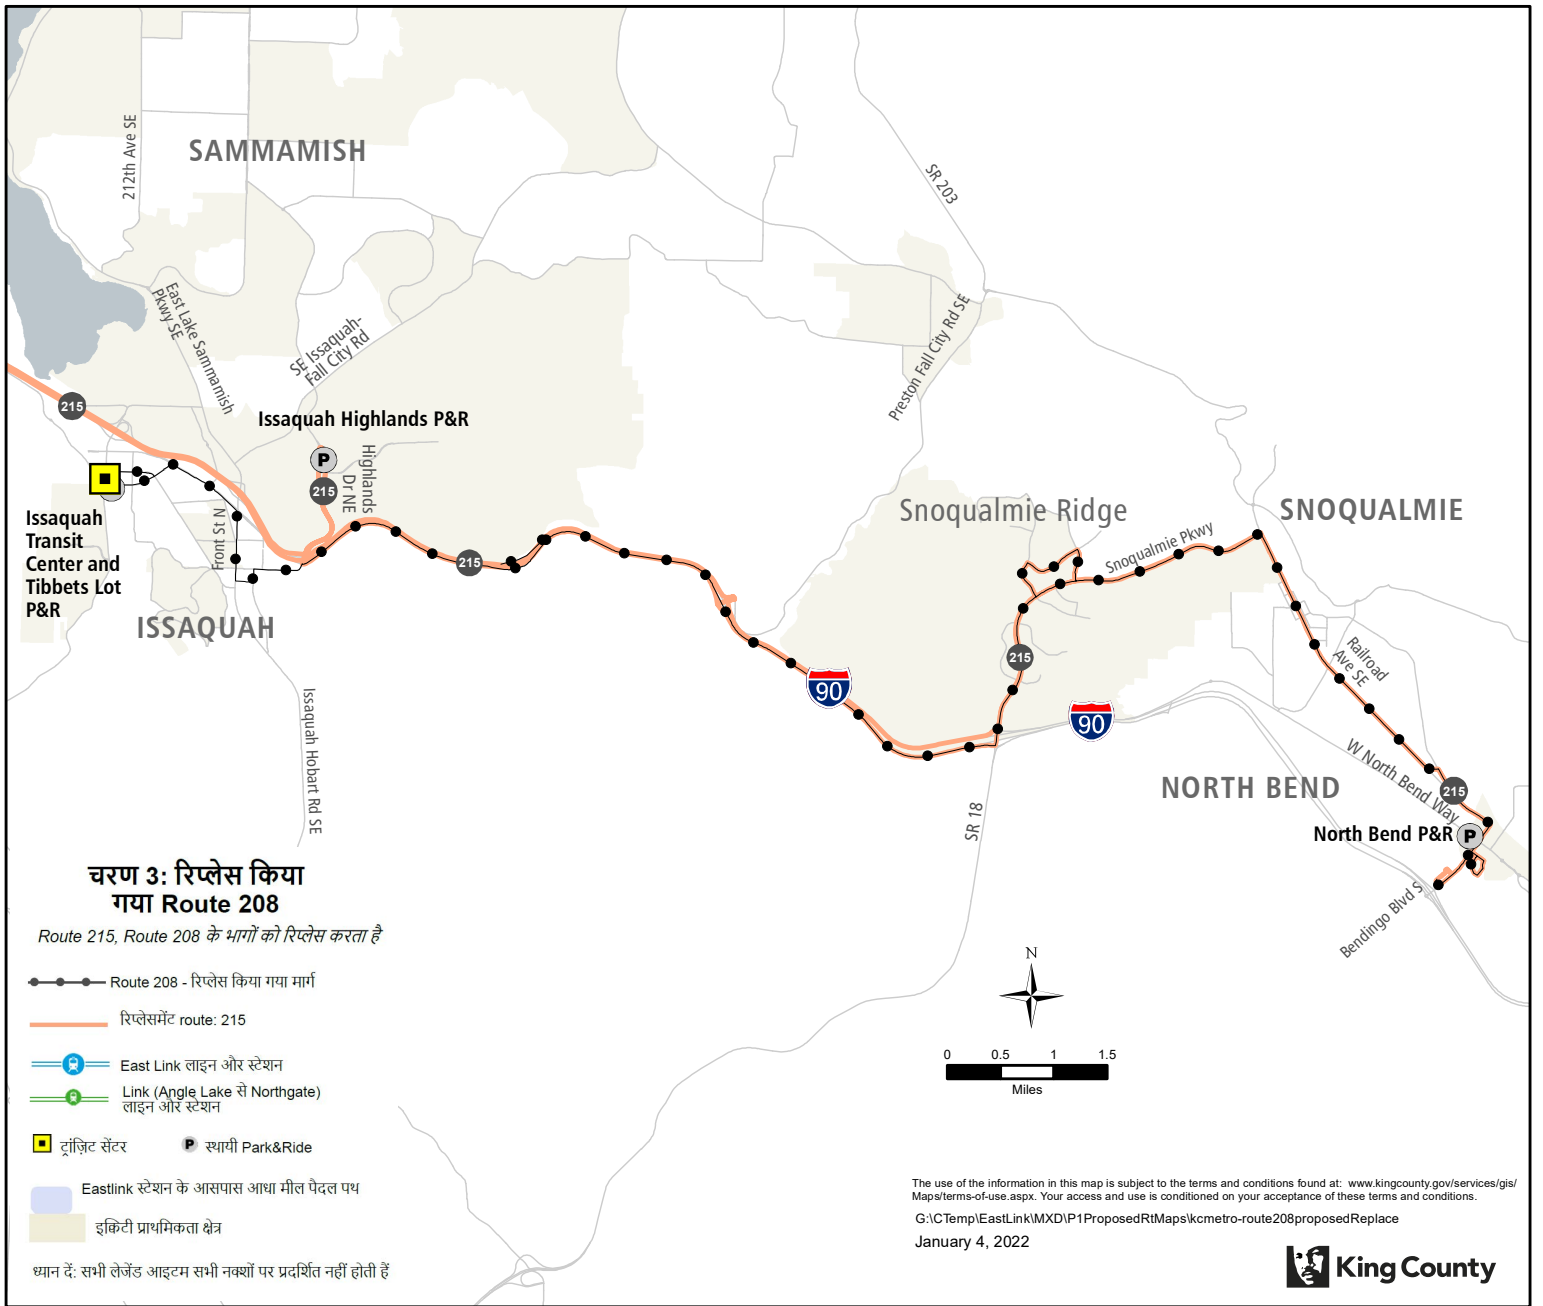 212th Ave SE
SAMMAMISH
SR 203
East Lake Sammamish
Pkwy SE
SE Issaquah-
Fall City Rd
Preston Fall City Rd SE
215
Issaquah Highlands P&R
P
215
Highlands
Dr NE
Issaquah
Transit
Center and
Tibbets Lot
P&R
Front St N
215
ISSAQUAH
Snoqualmie Ridge
SNOQUALMIE
Snoqualmie Pkwy
215
Railroad
Ave SE
90
90
Issaquah Hobart Rd SE
W North Bend Way
NORTH BEND
215
SR 18
North Bend P&R
P
Bendingo Blvd S
चरण 3: रिप्लेस किया
गया Route 208
Route 215, Route 208 के भागों को रिप्लेस करता है
Route 208 - रिप्लेस किया गया मार्ग
रिप्लेसमेंट route: 215
East Link लाइन और स्टेशन
Link (Angle Lake से Northgate)
लाइन और स्टेशन
ट्रांज़िट सेंटर
P स्थायी Park&Ride
Eastlink स्टेशन के आसपास आधा मील पैदल पथ
इक्विटी प्राथमिकता क्षेत्र
ध्यान दें: सभी लेजेंड आइटम सभी नक्शों पर प्रदर्शित नहीं होती हैं
N
0 0.5 1 1.5
Miles
The use of the information in this map is subject to the terms and conditions found at: www.kingcounty.gov/services/gis/
Maps/terms-of-use.aspx. Your access and use is conditioned on your acceptance of these terms and conditions.
G:\CTemp\EastLink\MXD\P1ProposedRtMaps\kcmetro-route208proposedReplace
January 4, 2022
King County